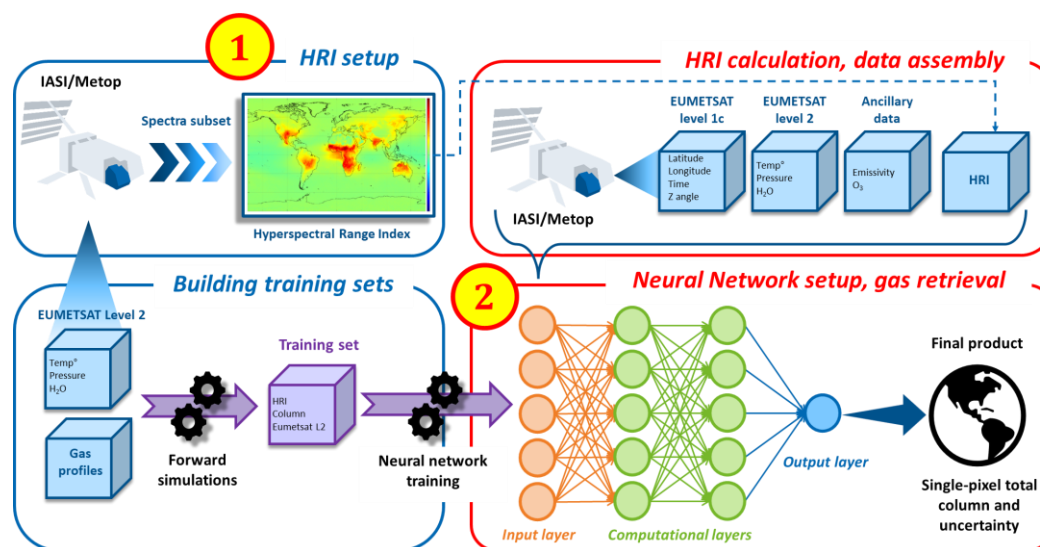 1
HRI setup
IASI/Metop
Spectra subset
Hyperspectral Range Index
HRI calculation, data assembly
EUMETSAT
level 1c
EUMETSAT
level 2
Ancillary
data
Latitude
Longitude
Time
Z angle
Temp°
Pressure
H₂O
Emissivity
O₃
HRI
IASI/Metop
Building training sets
EUMETSAT Level 2
Temp°
Pressure
H₂O
Gas
profiles
Forward
simulations
Training set
HRI
Column
Eumetsat L2
Neural network
training
2
Neural Network setup, gas retrieval
Input layer
Computational layers
Output layer
Final product
Single-pixel total
column and
uncertainty